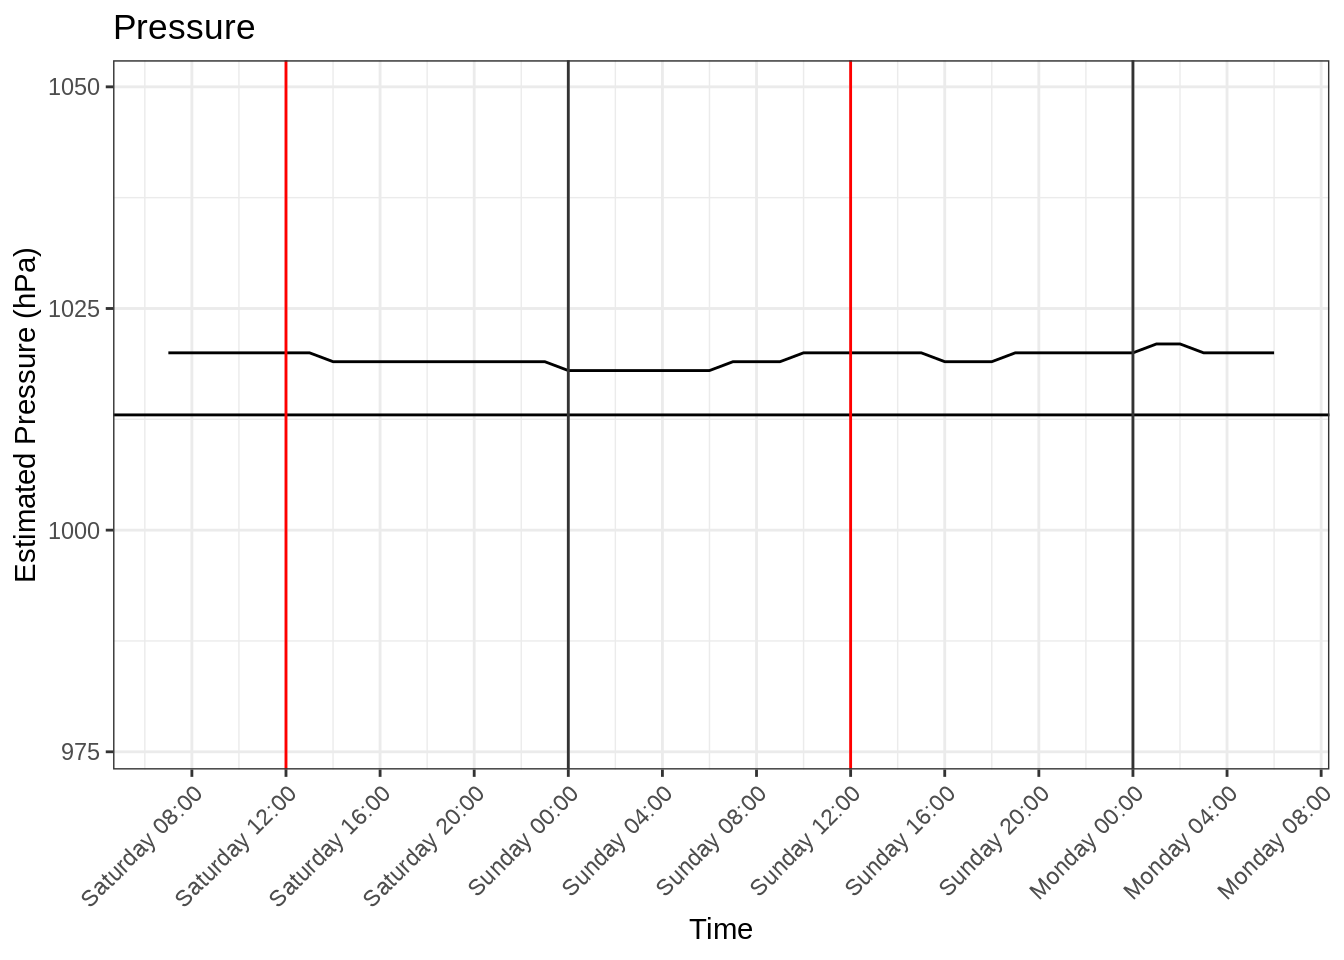 Pressure
Estimated Pressure (hPa)
1050
1025
1000
975
Saturday 08:00
Saturday 12:00
Saturday 16:00
Saturday 20:00
Sunday 00:00
Sunday 04:00
Sunday 08:00
Sunday 12:00
Sunday 16:00
Sunday 20:00
Monday 00:00
Monday 04:00
Monday 08:00
Time